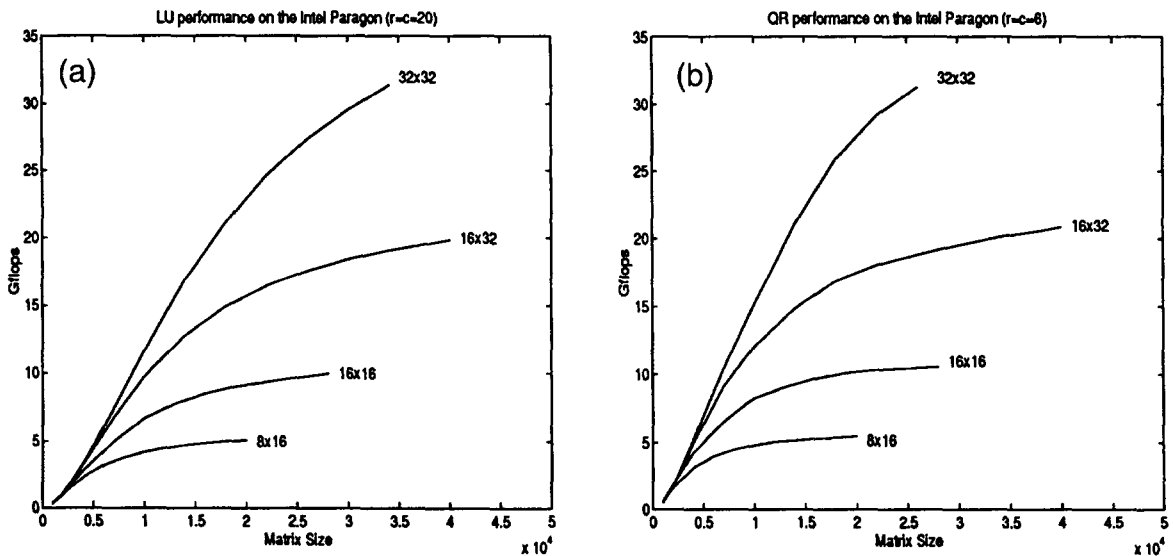 LU performance on the Intel Paragon (r=c=20)
(a)
Gflops
35
30
25
20
15
10
5
0
32x32
16x32
16x16
8x16
0 0.5 1 1.5 2 2.5 3 3.5 4 4.5 5
Matrix Size
x 10^4
QR performance on the Intel Paragon (r=c=6)
(b)
Gflops
35
30
25
20
15
10
5
0
32x32
16x32
16x16
8x16
0 0.5 1 1.5 2 2.5 3 3.5 4 4.5 5
Matrix Size
x 10^4